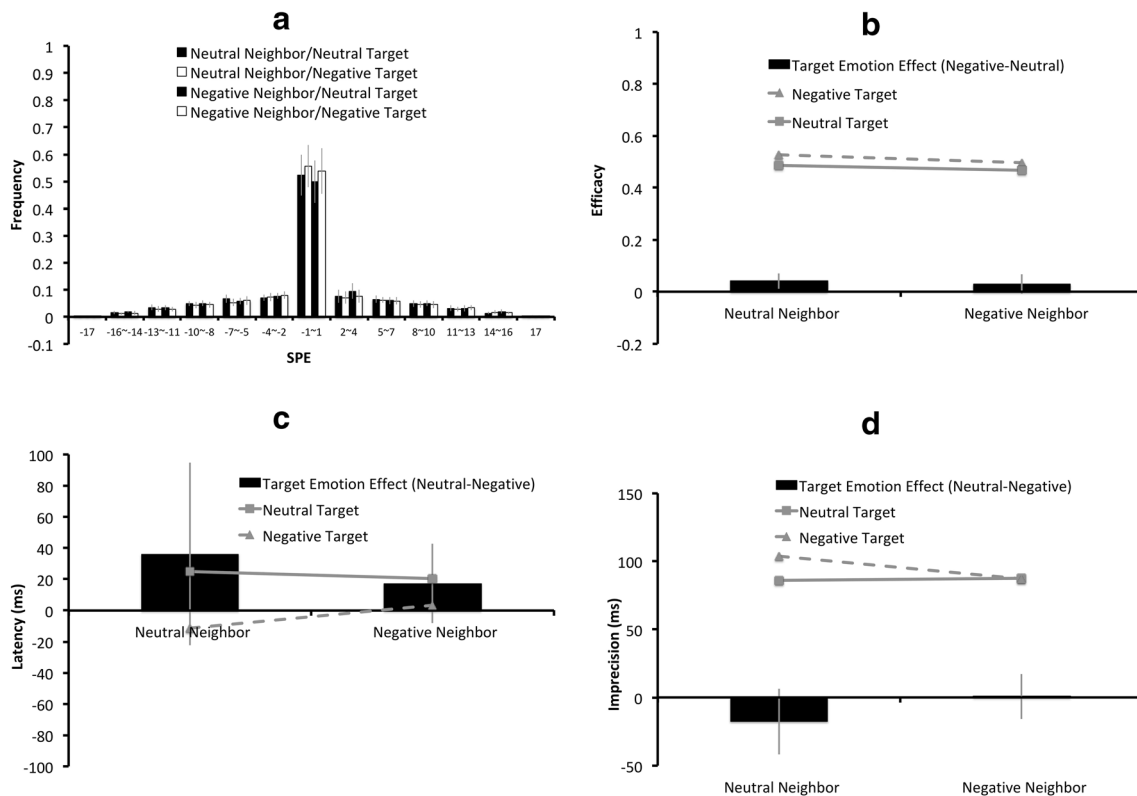 a
Neutral Neighbor/Neutral Target
Neutral Neighbor/Negative Target
Negative Neighbor/Neutral Target
Negative Neighbor/Negative Target
Frequency
1
0.9
0.8
0.7
0.6
0.5
0.4
0.3
0.2
0.1
0
-0.1
-17 -16~-14 -13~-11 -10~-8 -7~-5 -4~-2 -1~1 2~4 5~7 8~10 11~13 14~16 17
SPE
b
Target Emotion Effect (Negative-Neutral)
Negative Target
Neutral Target
Efficacy
1
0.8
0.6
0.4
0.2
0
-0.2
Neutral Neighbor Negative Neighbor
c
Target Emotion Effect (Neutral-Negative)
Neutral Target
Negative Target
Latency (ms)
100
80
60
40
20
0
-20
-40
-60
-80
-100
Neutral Neighbor Negative Neighbor
d
Target Emotion Effect (Neutral-Negative)
Neutral Target
Negative Target
Imprecision (ms)
150
100
50
0
-50
Neutral Neighbor Negative Neighbor